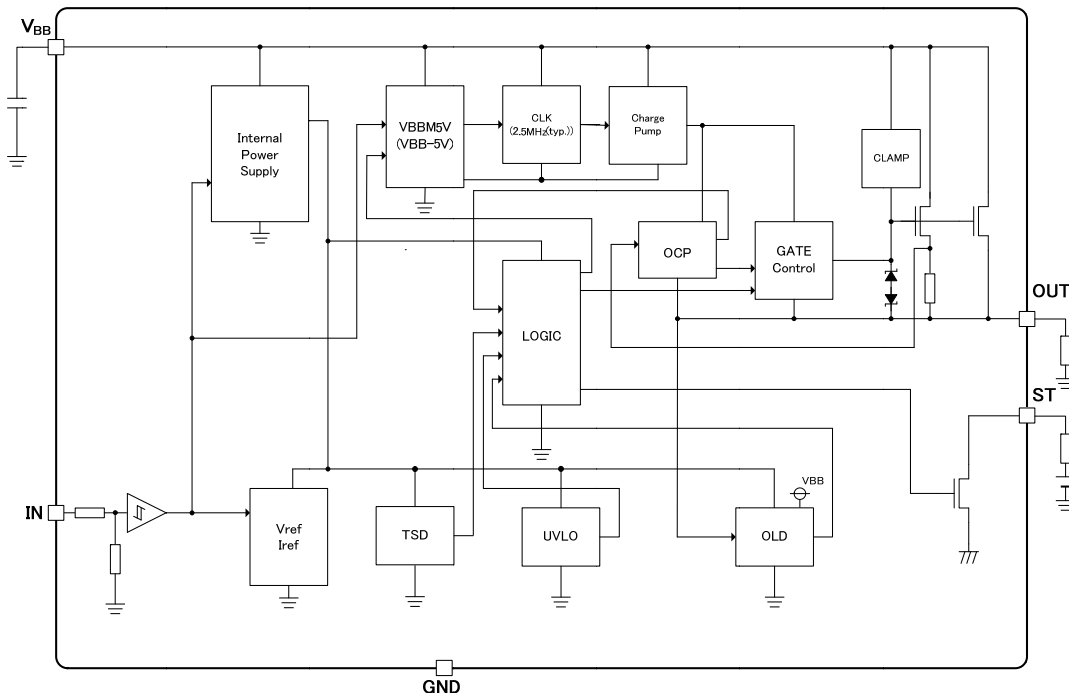 VBB
Internal
Power
Supply
VBBM5V
(VBB-5V)
CLK
(2.5MHz(typ.))
Charge
Pump
CLAMP
OCP
GATE
Control
LOGIC
OUT
ST
VBB
IN
Vref
Iref
TSD
UVLO
OLD
GND